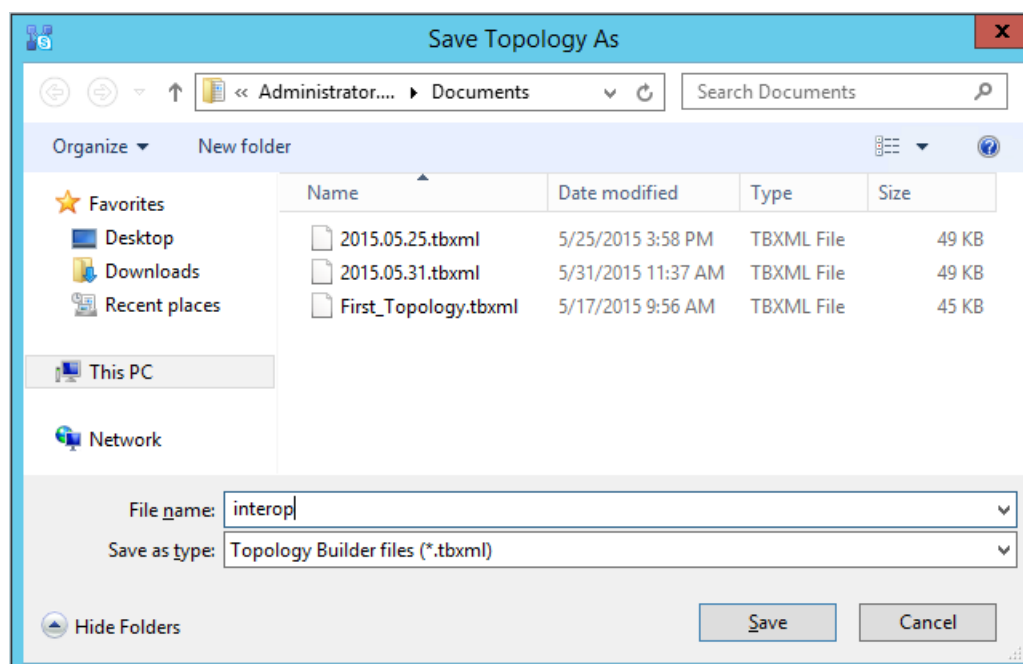 Save Topology As
x
« Administrator.... Documents
Search Documents
Organize New folder
Name Date modified Type Size
Favorites
Desktop
Downloads
Recent places
This PC
Network
2015.05.25.tbxml 5/25/2015 3:58 PM TBXML File 49 KB
2015.05.31.tbxml 5/31/2015 11:37 AM TBXML File 49 KB
First_Topology.tbxml 5/17/2015 9:56 AM TBXML File 45 KB
File name: interop
Save as type: Topology Builder files (*.tbxml)
Hide Folders
Save Cancel